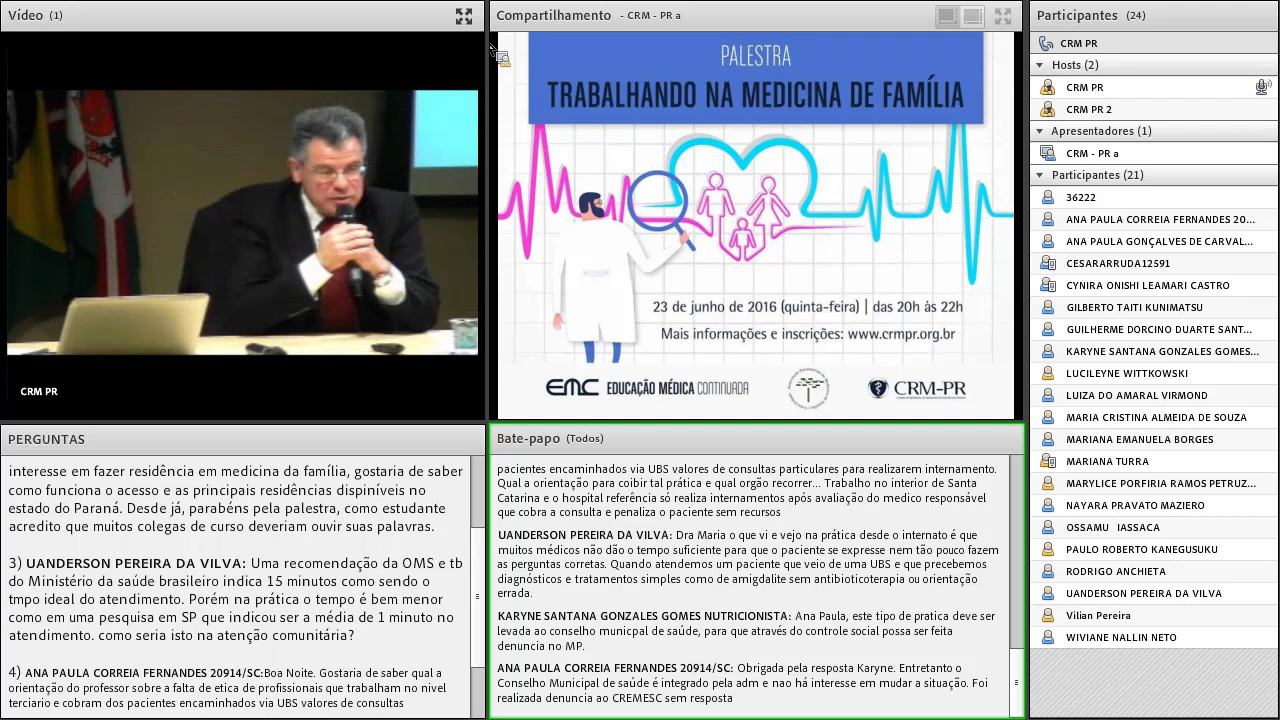 Vídeo (1)
CRM PR
Compartilhamento - CRM - PR a
PALESTRA
TRABALHANDO NA MEDICINA DE FAMÍLIA
23 de junho de 2016 (quinta-feira) | das 20h às 22h
Mais informações e inscrições: www.crmpr.org.br
EMC EDUCAÇÃO MÉDICA CONTINUADA
CRM-PR
PERGUNTAS
interesse em fazer residência em medicina da família, gostaria de saber
como funciona o acesso e as principais residências dispiníveis no
estado do Paraná. Desde já, parabéns pela palestra, como estudante
acredito que muitos colegas de curso deveriam ouvir suas palavras.
3) UANDERSON PEREIRA DA VILVA: Uma recomendação da OMS e tb
do Ministério da saúde brasileiro indica 15 minutos como sendo o
tmpo ideal do atendimento. Porém na prática o tempo é bem menor
como em uma pesquisa em SP que indicou ser a média de 1 minuto no
atendimento. como seria isto na atenção comunitária?
4) ANA PAULA CORREIA FERNANDES 20914/SC:Boa Noite. Gostaria de saber qual a
orientação do professor sobre a falta de etica de profissionais que trabalham no nivel
terciario e cobram dos pacientes encaminhados via UBS valores de consultas
Bate-papo (Todos)
pacientes encaminhados via UBS valores de consultas particulares para realizarem internamento.
Qual a orientação para coibir tal prática e qual orgão recorrer... Trabalho no interior de Santa
Catarina e o hospital referência só realiza internamentos após avaliação do medico responsável
que cobra a consulta e penaliza o paciente sem recursos
UANDERSON PEREIRA DA VILVA: Dra Maria o que vi e vejo na prática desde o internato é que
muitos médicos não dão o tempo suficiente para que o paciente se expresse nem tão pouco fazem
as perguntas corretas. Quando atendemos um paciente que veio de uma UBS e que precebemos
diagnósticos e tratamentos simples como de amigdalite sem antibioticoterapia ou orientação
errada.
KARYNE SANTANA GONZALES GOMES NUTRICIONISTA: Ana Paula, este tipo de pratica deve ser
levada ao conselho municpal de saúde, para que através do controle social possa ser feita
denuncia no MP.
ANA PAULA CORREIA FERNANDES 20914/SC: Obrigada pela resposta Karyne. Entretanto o
Conselho Municipal de saúde é integrado pela adm e nao há interesse em mudar a situação. Foi
realizada denuncia ao CREMESC sem resposta
Participantes (24)
CRM PR
Hosts (2)
CRM PR
CRM PR 2
Apresentadores (1)
CRM - PR a
Participantes (21)
36222
ANA PAULA CORREIA FERNANDES 20...
ANA PAULA GONÇALVES DE CARVAL...
CESARARRUDA12591
CYNIRA ONISHI LEAMARI CASTRO
GILBERTO TAITI KUNIMATSU
GUILHERME DORCINO DUARTE SANT...
KARYNE SANTANA GONZALES GOMES...
LUCILEYNE WITTKOWSKI
LUIZA DO AMARAL VIRMOND
MARIA CRISTINA ALMEIDA DE SOUZA
MARIANA EMANUELA BORGES
MARIANA TURRA
MARYLICE PORFIRIA RAMOS PETRUZ...
NAYARA PRAVATO MAZIERO
OSSAMU IASSACA
PAULO ROBERTO KANEGUSUKU
RODRIGO ANCHIETA
UANDERSON PEREIRA DA VILVA
Vilian Pereira
WIVIANE NALLIN NETO